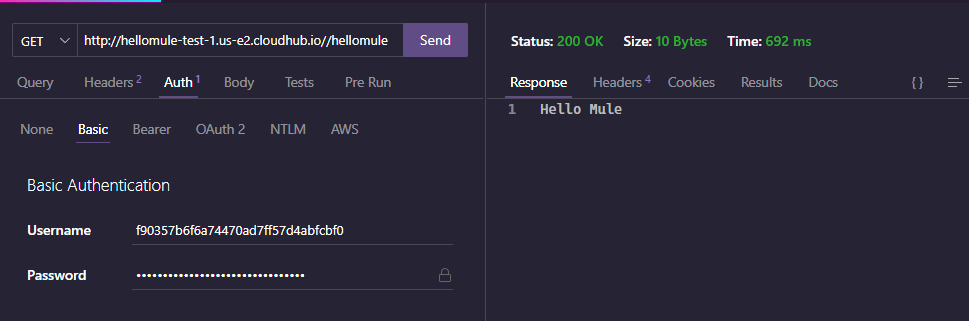 GET http://hellomule-test-1.us-e2.cloudhub.io//hellomule Send
Query Headers 2 Auth 1 Body Tests Pre Run
None Basic Bearer OAuth 2 NTLM AWS
Basic Authentication
Username f90357b6f6a74470ad7ff57d4abfcbf0
Password ••••••••••••••••••••••••••••••••
Status: 200 OK Size: 10 Bytes Time: 692 ms
Response Headers 4 Cookies Results Docs { }
1 Hello Mule